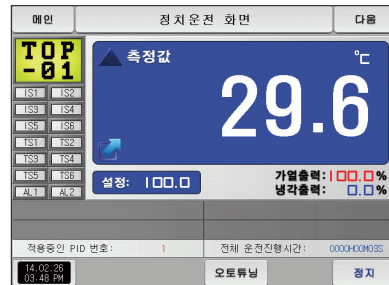 메인 정치운전 화면 다음
TOP
-01
측정값 ℃
29.6
IS1 IS2
IS3 IS4
IS5 IS6
TS1 TS2
TS3 TS4
TS5 TS6
AL1 AL2
설정: 100.0
가열출력: 100.0%
냉각출력: 0.0%
적용중인 PID 번호: 1 전체 운전진행시간: 0000H00M03S
14.02.26
03.48 PM
오토튜닝 정지